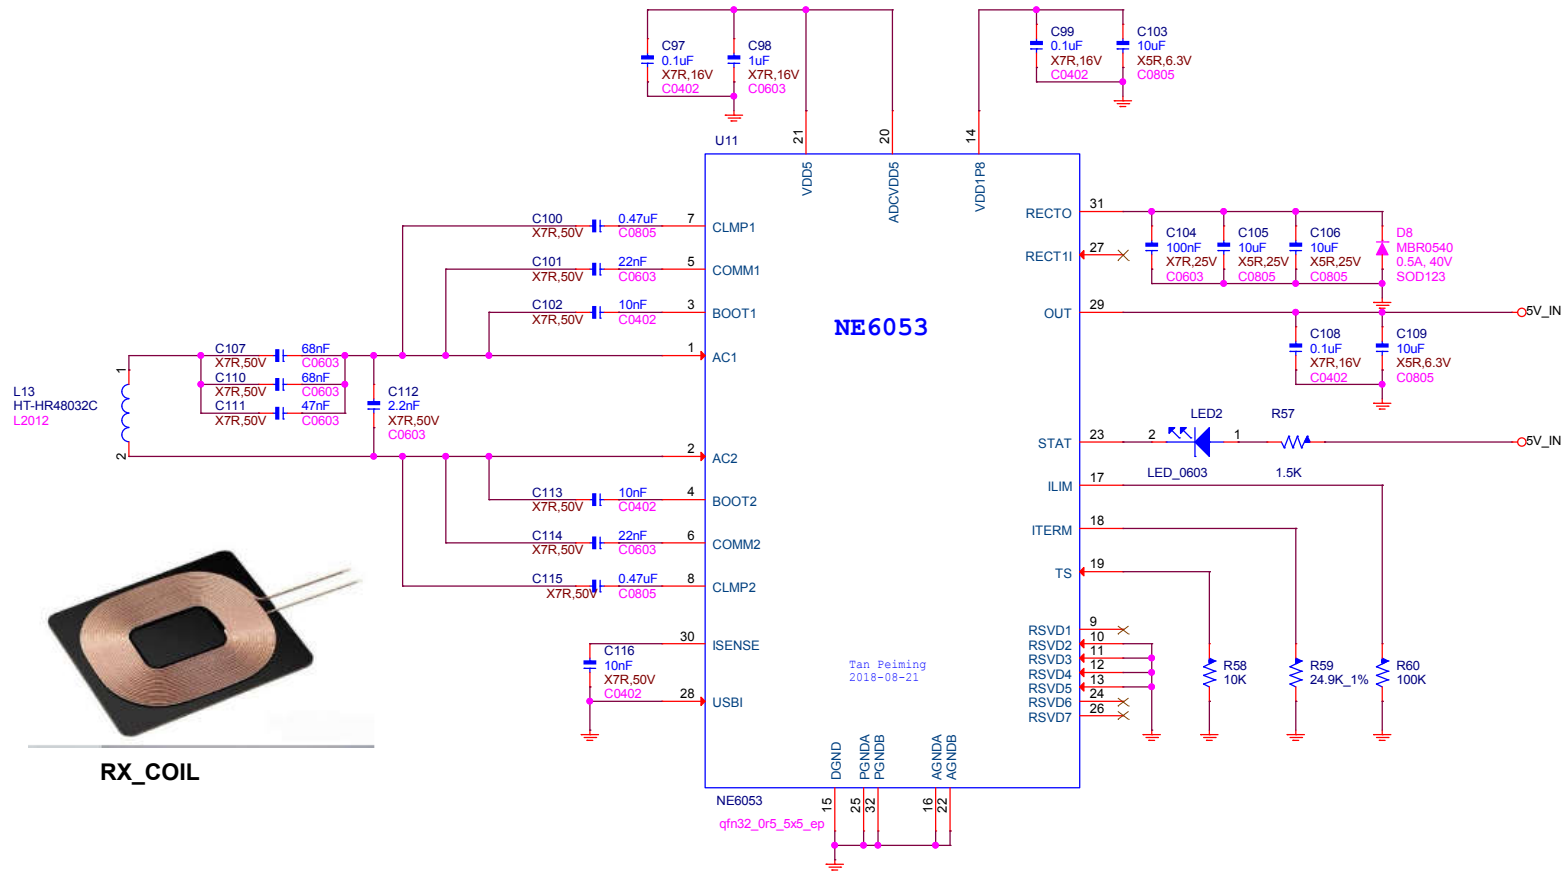 C97
0.1uF
X7R,16V
C0402
C98
1uF
X7R,16V
C0603
C99
0.1uF
X7R,16V
C0402
C103
10uF
X5R,6.3V
C0805
U11
21
20
14
VDD5
ADCVDD5
VDD1P8
C100
X7R,50V
0.47uF
C0805
7
CLMP1
C101
X7R,50V
22nF
C0603
5
COMM1
C102
X7R,50V
10nF
C0402
3
BOOT1
RECTO
31
RECT1I
27
OUT
29
C104
100nF
X7R,25V
C0603
C105
10uF
X5R,25V
C0805
C106
10uF
X5R,25V
C0805
D8
MBR0540
0.5A, 40V
SOD123
5V_IN
NE6053
C107
X7R,50V
68nF
C0603
C110
X7R,50V
68nF
C0603
C111
X7R,50V
47nF
C0603
1
AC1
C112
2.2nF
X7R,50V
C0603
L13
HT-HR48032C
L2012
1
2
C108
0.1uF
X7R,16V
C0402
C109
10uF
X5R,6.3V
C0805
2
AC2
STAT
23
2
LED2
1
LED_0603
R57
1.5K
5V_IN
C113
X7R,50V
10nF
C0402
4
BOOT2
C114
X7R,50V
22nF
C0603
6
COMM2
C115
X7R,50V
0.47uF
C0805
8
CLMP2
ILIM
17
ITERM
18
TS
19
30
ISENSE
C116
10nF
X7R,50V
C0402
28
USBI
Tan Peiming
2018-08-21
RSVD1
9
RSVD2
10
RSVD3
11
RSVD4
12
RSVD5
13
RSVD6
24
RSVD7
26
R58
10K
R59
24.9K_1%
R60
100K
DGND
PGNDA
PGNDB
AGNDA
AGNDB
15
25
32
16
22
NE6053
qfn32_0r5_5x5_ep
RX_COIL